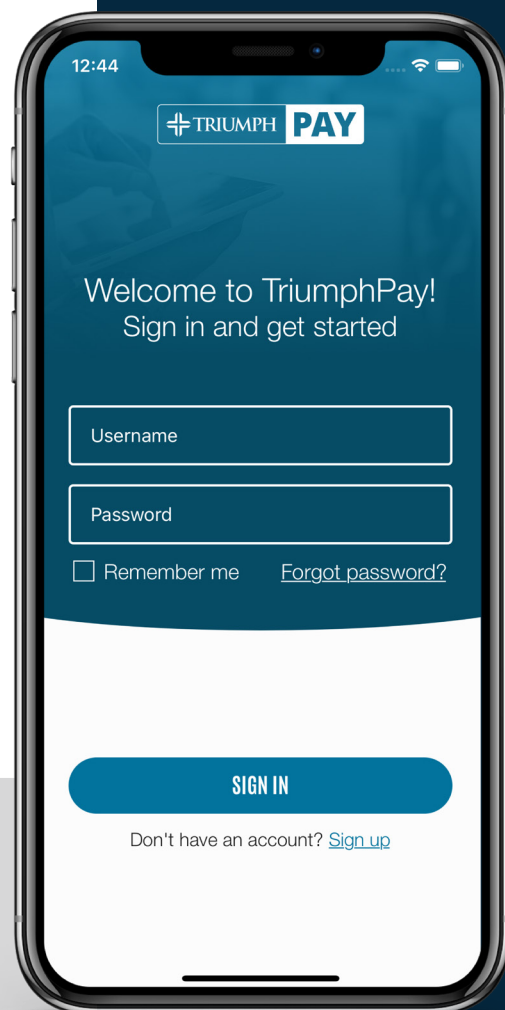 12:44
TRIUMPH PAY
Welcome to TriumphPay!
Sign in and get started
Username
Password
Remember me Forgot password?
SIGN IN
Don't have an account? Sign up